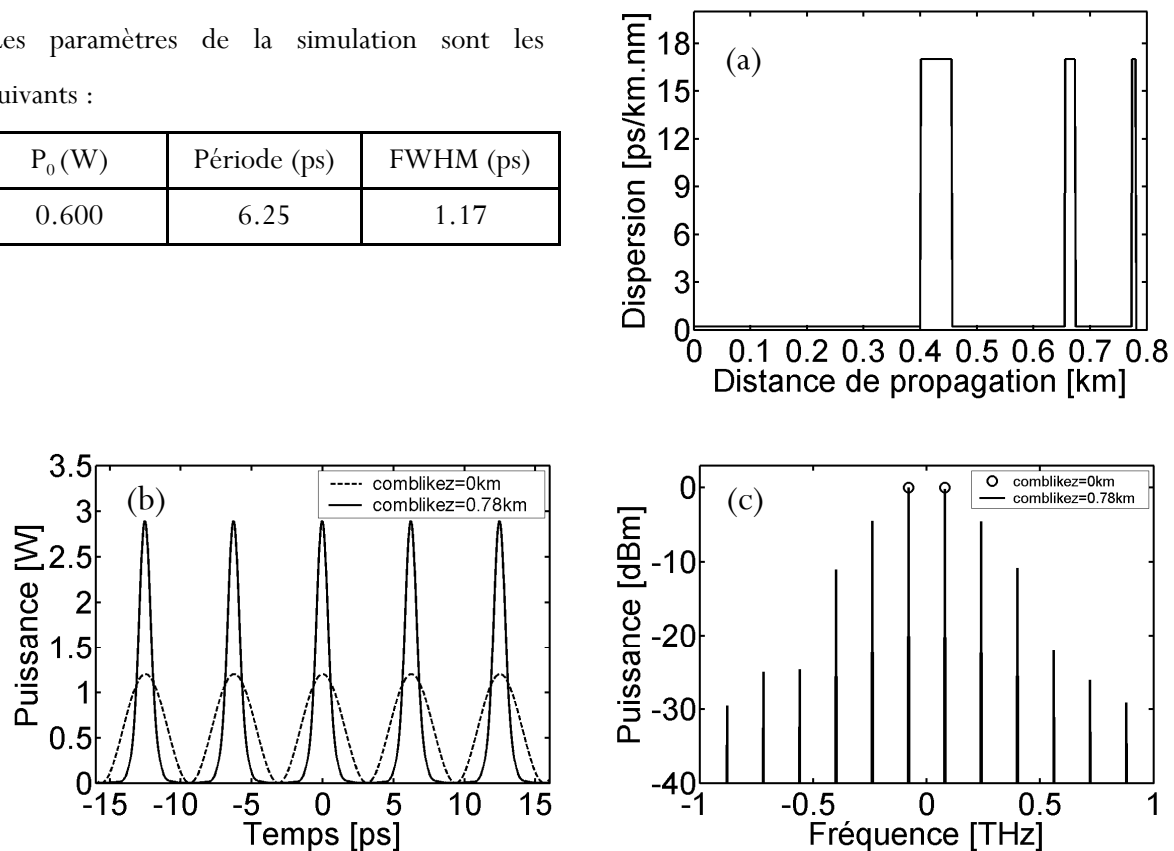 paramètres de la simulation sont les
:
P0 (W) Période (ps) FWHM (ps)
0.600 6.25 1.17
(a)
Dispersion [ps/km.nm]
18
15
12
9
6
3
0
0 0.1 0.2 0.3 0.4 0.5 0.6 0.7 0.8
Distance de propagation [km]
(b)
comblikez=0km
comblikez=0.78km
Puissance [W]
3.5
3
2.5
2
1.5
1
0.5
0
-15 -10 -5 0 5 10 15
Temps [ps]
(c)
comblikez=0km
comblikez=0.78km
Puissance [dBm]
0
-10
-20
-30
-40
-1 -0.5 0 0.5 1
Fréquence [THz]